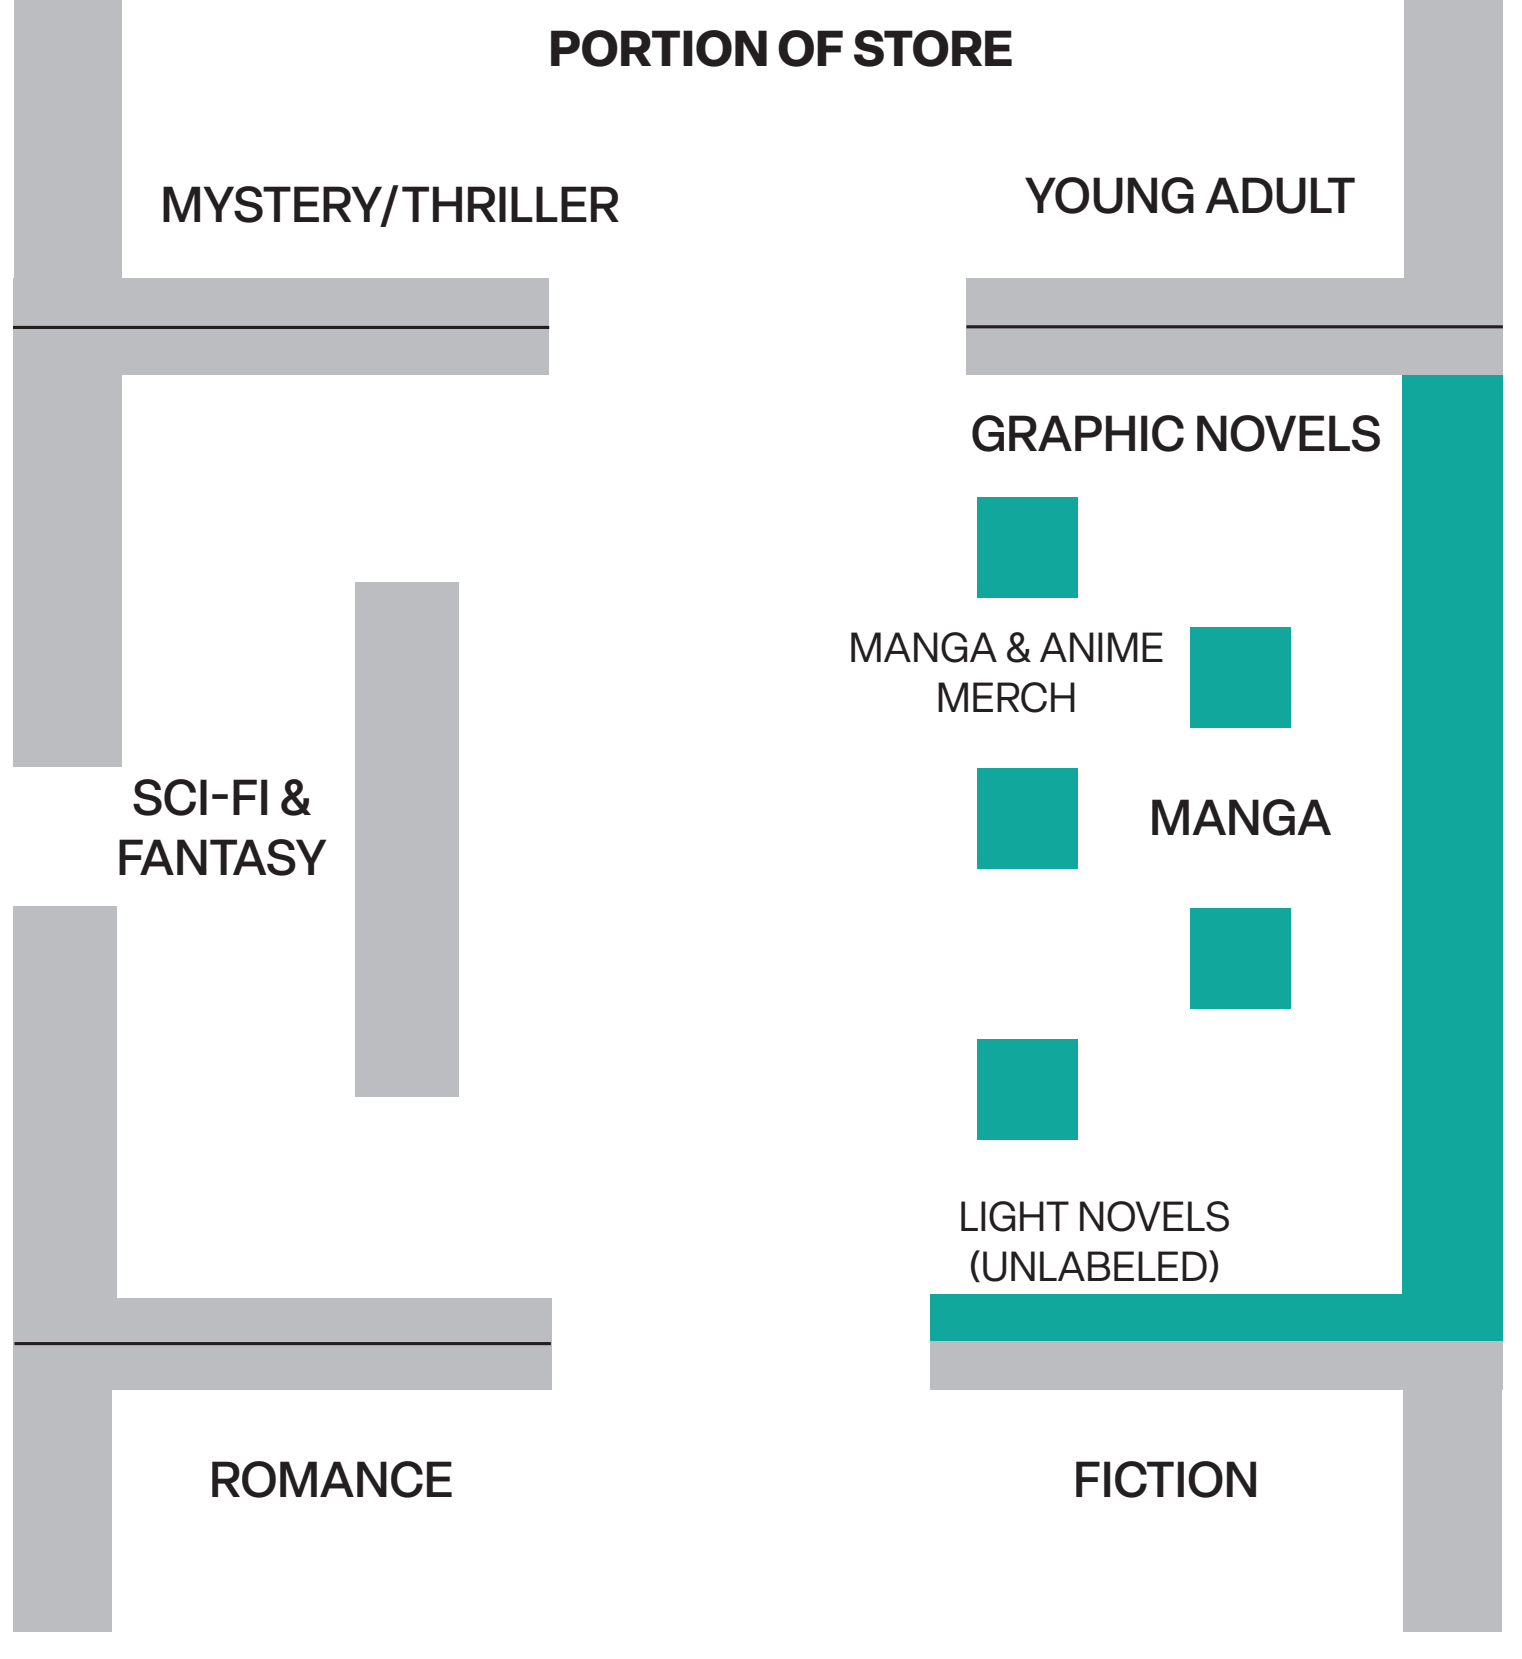 PORTION OF STORE
MYSTERY/THRILLER
YOUNG ADULT
GRAPHIC NOVELS
MANGA & ANIME
MERCH
SCI-FI &
FANTASY
MANGA
LIGHT NOVELS
(UNLABELED)
ROMANCE
FICTION